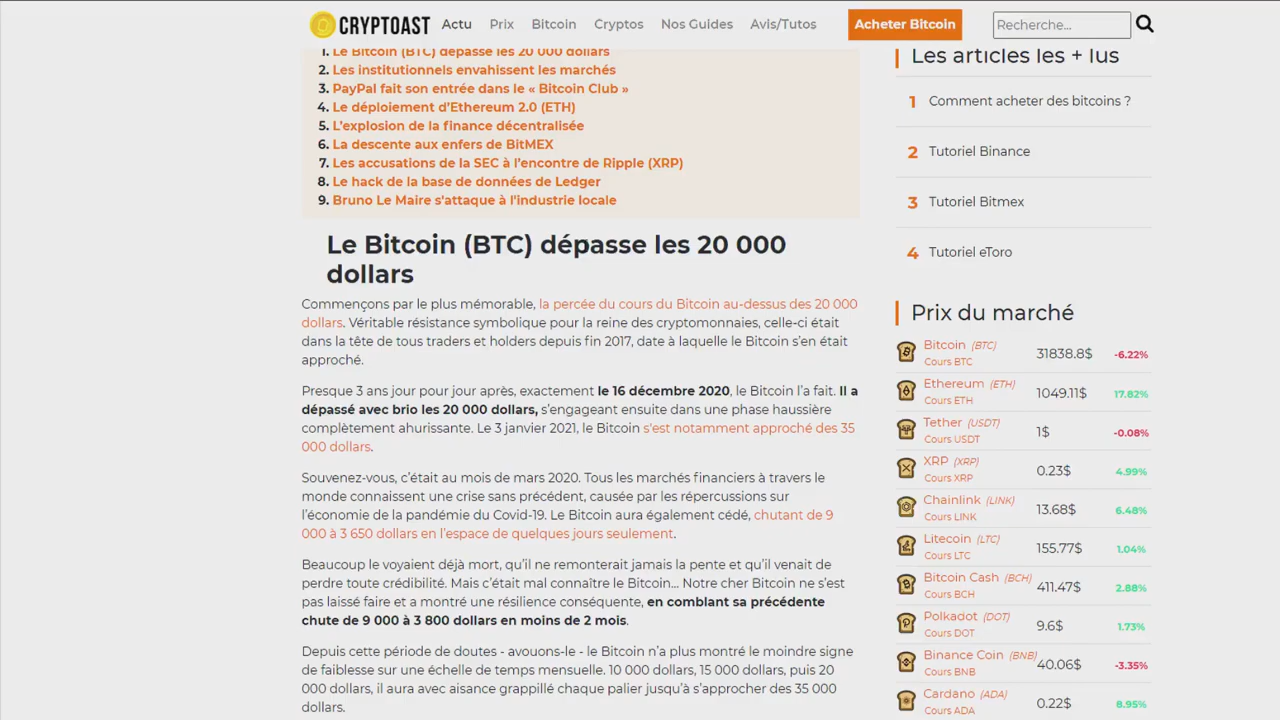 CRYPTOAST Actu Prix Bitcoin Cryptos Nos Guides Avis/Tutos Acheter Bitcoin Recherche...
1. Le Bitcoin (BTC) dépasse les 20 000 dollars
2. Les institutionnels envahissent les marchés
3. PayPal fait son entrée dans le « Bitcoin Club »
4. Le déploiement d'Ethereum 2.0 (ETH)
5. L'explosion de la finance décentralisée
6. La descente aux enfers de BitMEX
7. Les accusations de la SEC à l'encontre de Ripple (XRP)
8. Le hack de la base de données de Ledger
9. Bruno Le Maire s'attaque à l'industrie locale
Le Bitcoin (BTC) dépasse les 20 000
dollars
Commençons par le plus mémorable, la percée du cours du Bitcoin au-dessus des 20 000
dollars. Véritable résistance symbolique pour la reine des cryptomonnaies, celle-ci était
dans la tête de tous traders et holders depuis fin 2017, date à laquelle le Bitcoin s'en était
approché.
Presque 3 ans jour pour jour après, exactement le 16 décembre 2020, le Bitcoin l'a fait. Il a
dépassé avec brio les 20 000 dollars, s'engageant ensuite dans une phase haussière
complètement ahurissante. Le 3 janvier 2021, le Bitcoin s'est notamment approché des 35
000 dollars.
Souvenez-vous, c'était au mois de mars 2020. Tous les marchés financiers à travers le
monde connaissent une crise sans précédent, causée par les répercussions sur
l'économie de la pandémie du Covid-19. Le Bitcoin aura également cédé, chutant de 9
000 à 3 650 dollars en l'espace de quelques jours seulement.
Beaucoup le voyaient déjà mort, qu'il ne remonterait jamais la pente et qu'il venait de
perdre toute crédibilité. Mais c'était mal connaître le Bitcoin... Notre cher Bitcoin ne s'est
pas laissé faire et a montré une résilience conséquente, en comblant sa précédente
chute de 9 000 à 3 800 dollars en moins de 2 mois.
Depuis cette période de doutes - avouons-le - le Bitcoin n'a plus montré le moindre signe
de faiblesse sur une échelle de temps mensuelle. 10 000 dollars, 15 000 dollars, puis 20
000 dollars, il aura avec aisance grappillé chaque palier jusqu'à s'approcher des 35 000
dollars.
Les articles les + lus
1 Comment acheter des bitcoins ?
2 Tutoriel Binance
3 Tutoriel Bitmex
4 Tutoriel eToro
Prix du marché
Bitcoin (BTC) 31838.8$ -6.22%
Cours BTC
Ethereum (ETH) 1049.11$ 17.82%
Cours ETH
Tether (USDT) 1$ -0.08%
Cours USDT
XRP (XRP) 0.23$ 4.99%
Cours XRP
Chainlink (LINK) 13.68$ 6.48%
Cours LINK
Litecoin (LTC) 155.77$ 1.04%
Cours LTC
Bitcoin Cash (BCH) 411.47$ 2.88%
Cours BCH
Polkadot (DOT) 9.6$ 1.73%
Cours DOT
Binance Coin (BNB) 40.06$ -3.35%
Cours BNB
Cardano (ADA) 0.22$ 8.95%
Cours ADA